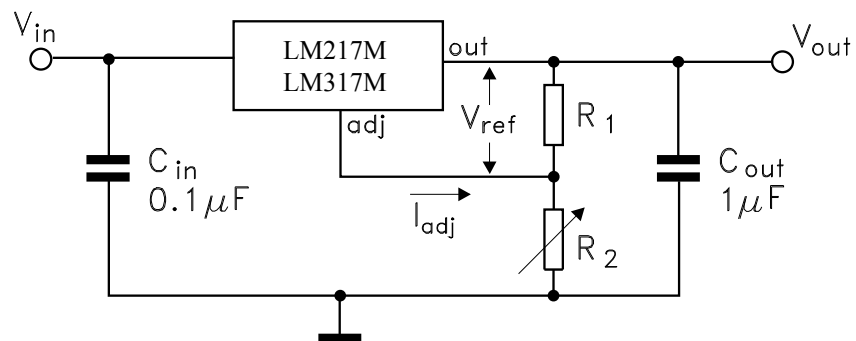 Vin
LM217M
LM317M
out
Vout
adj
Vref
R1
Cin
0.1μF
Iadj
R2
Cout
1μF